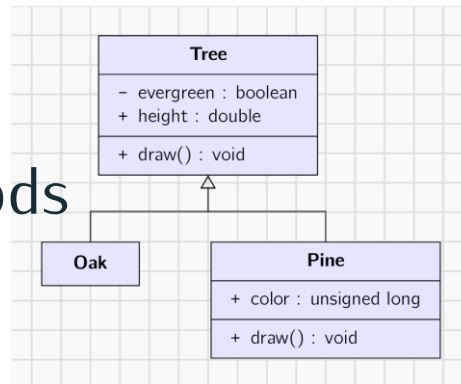 Tree
- evergreen : boolean
+ height : double
+ draw() : void
ods
Oak
Pine
+ color : unsigned long
+ draw() : void